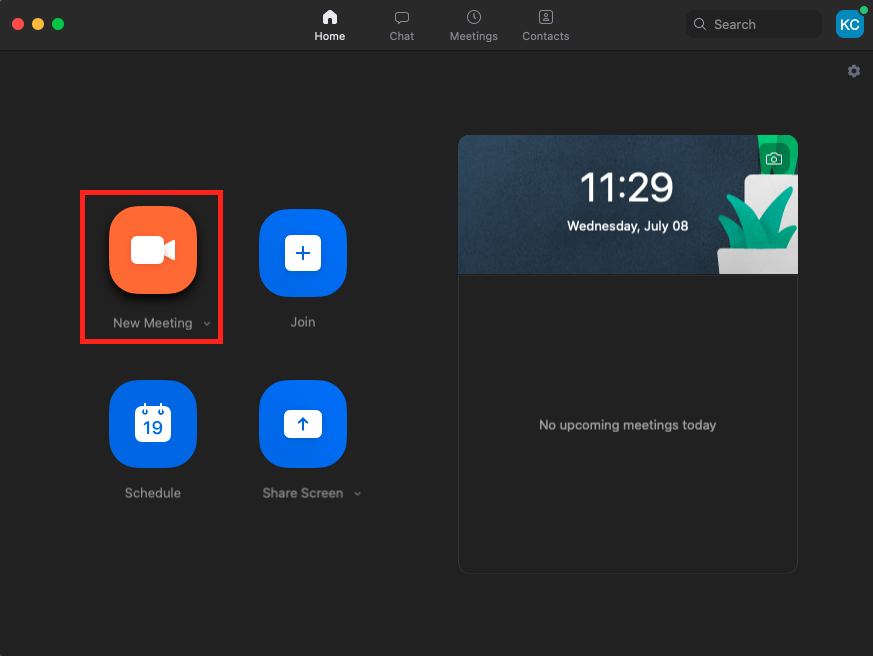 Home
Chat
Meetings
Contacts
Search
KC
11:29
Wednesday, July 08
New Meeting
Join
19
Schedule
Share Screen
No upcoming meetings today